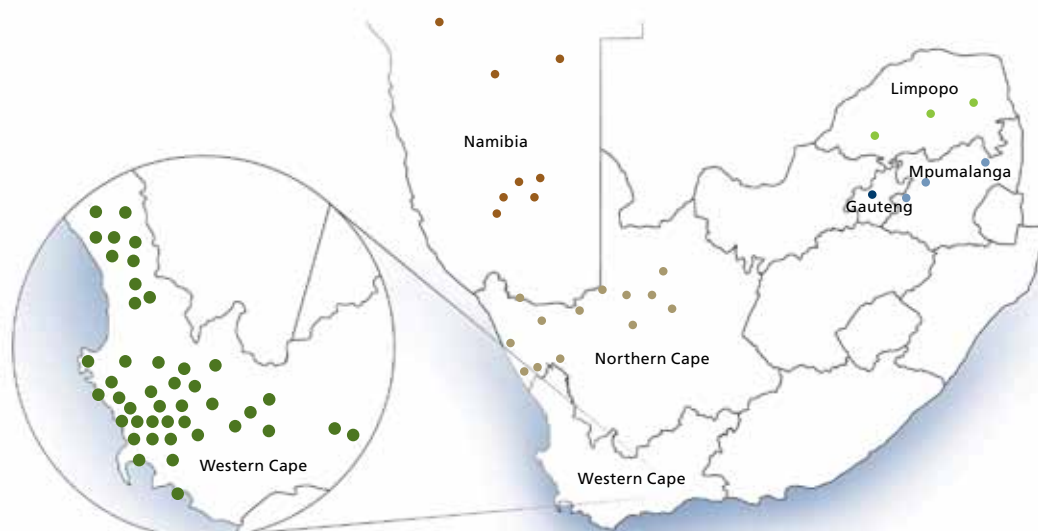 Limpopo
Namibia
Mpumalanga
Gauteng
Northern Cape
Western Cape
Western Cape